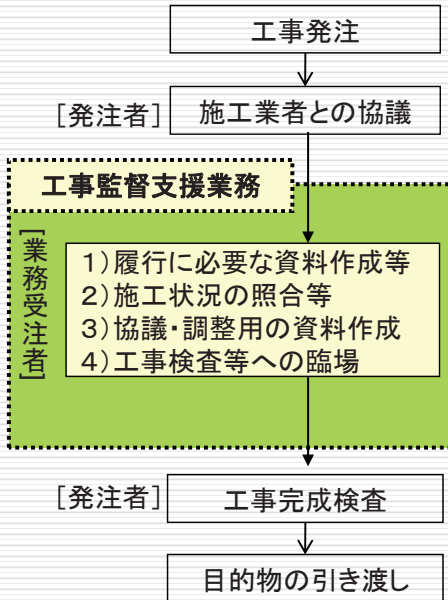 工事発注
[発注者]
施工業者との協議
工事監督支援業務
[業務受注者]
1)履行に必要な資料作成等
2)施工状況の照合等
3)協議・調整用の資料作成
4)工事検査等への臨場
[発注者]
工事完成検査
目的物の引き渡し